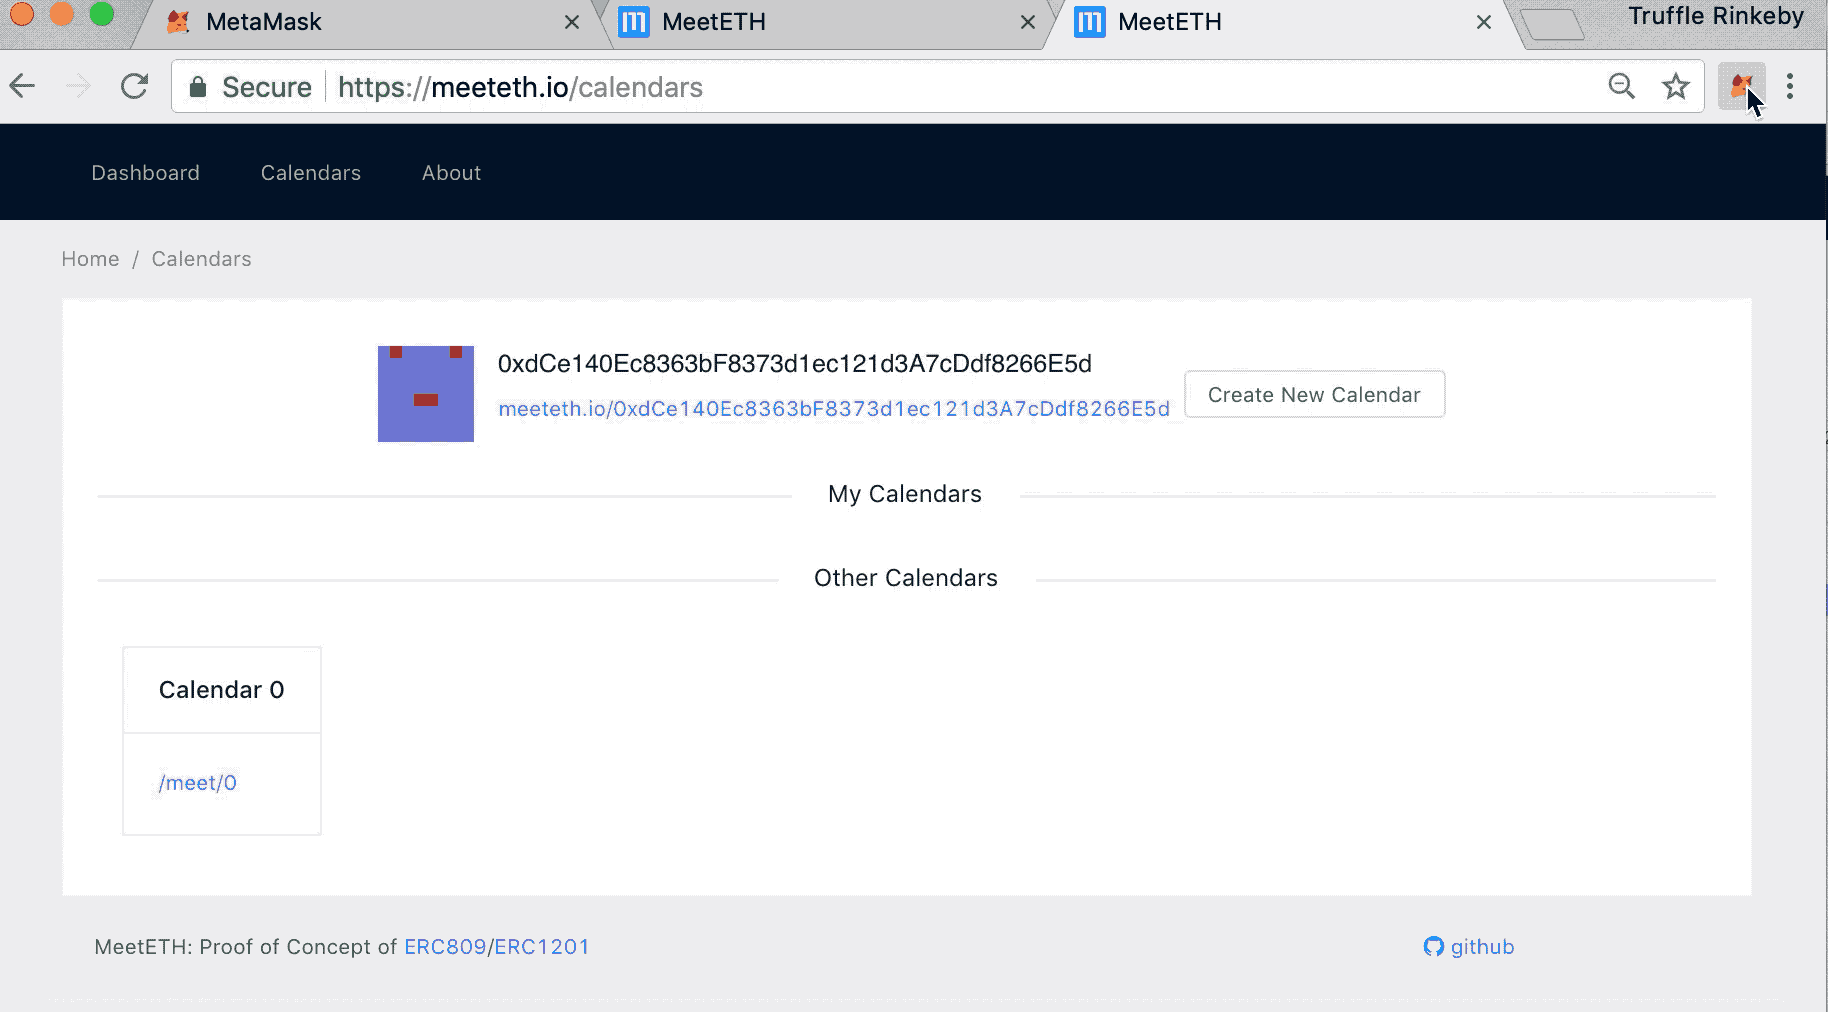 MetaMask
MeetETH
MeetETH
Truffle Rinkeby
Secure https://meeteth.io/calendars
Dashboard Calendars About
Home / Calendars
0xdCe140Ec8363bF8373d1ec121d3A7cDdf8266E5d
meeteth.io/0xdCe140Ec8363bF8373d1ec121d3A7cDdf8266E5d
Create New Calendar
My Calendars
Other Calendars
Calendar 0
/meet/0
MeetETH: Proof of Concept of ERC809/ERC1201
github